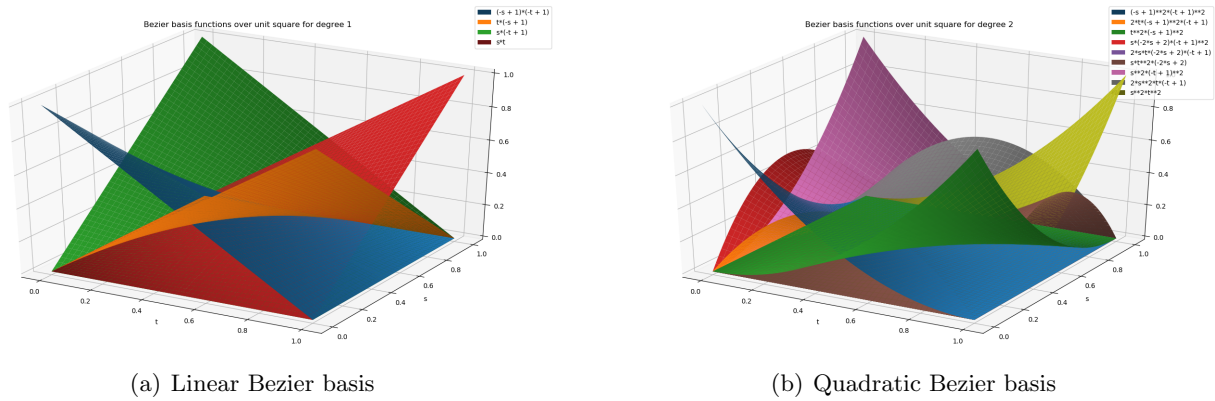 Bezier basis functions over unit square for degree 1
(-s + 1)*(-t + 1)
t*(-s + 1)
s*(-t + 1)
s*t
1.0
0.8
0.6
0.4
0.2
0.0
0.0
0.2
0.4
0.6
0.8
1.0
t
0.0
0.2
0.4
0.6
0.8
1.0
s
(a) Linear Bezier basis
Bezier basis functions over unit square for degree 2
(-s + 1)**2*(-t + 1)**2
2*t*(-s + 1)**2*(-t + 1)
t**2*(-s + 1)**2
s*(-2*s + 2)*(-t + 1)**2
2*s*t*(-2*s + 2)*(-t + 1)
s*t**2*(-2*s + 2)
s**2*(-t + 1)**2
2*s**2*t*(-t + 1)
s**2*t**2
0.8
0.6
0.4
0.2
0.0
0.0
0.2
0.4
0.6
0.8
1.0
t
0.0
0.2
0.4
0.6
0.8
1.0
s
(b) Quadratic Bezier basis